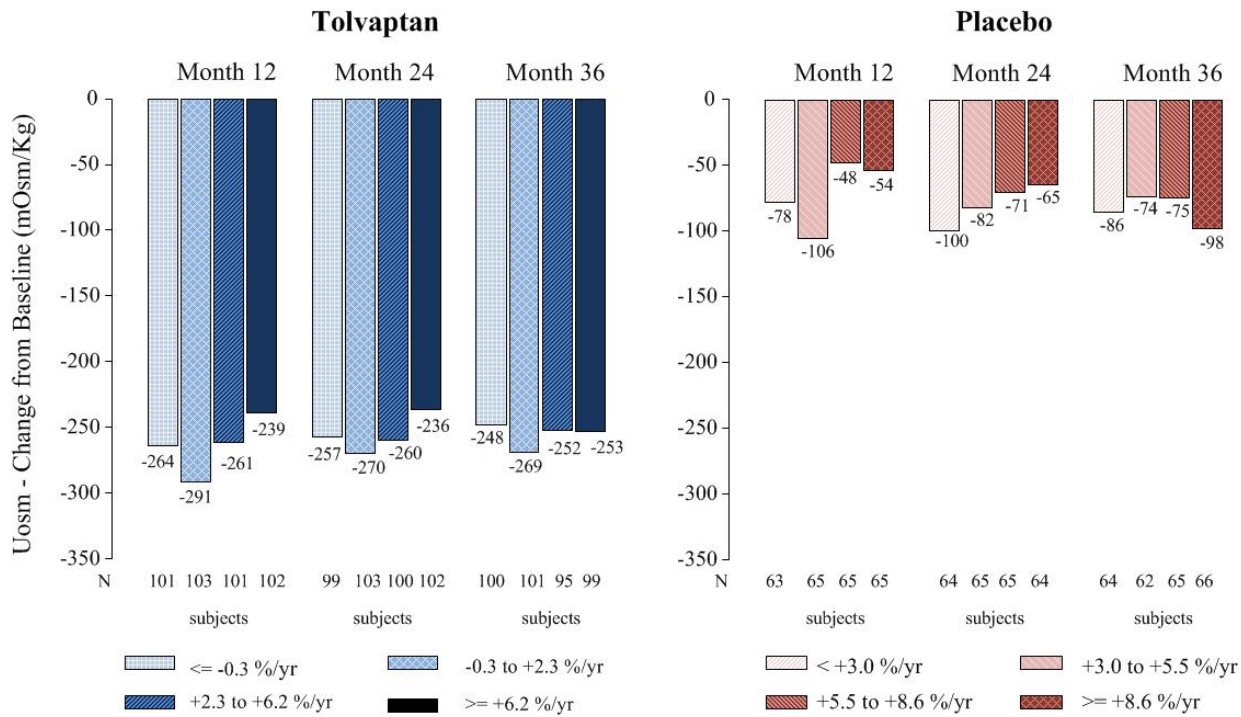 Tolvaptan Placebo
Month 12 Month 24 Month 36 Month 12 Month 24 Month 36
Uosm - Change from Baseline (mOsm/Kg)
0 0
-50 -50
-48 -54
-71 -65
-78 -82 -86 -74 -75
-100 -100
-106 -100 -98
-150 -150
-200 -200
-239 -236
-250 -250
-264 -261 -257 -260 -248 -252 -253
-291 -270 -269
-300 -300
-350 -350
N 101 103 101 102 99 103 100 102 100 101 95 99 N 63 65 65 65 64 65 65 64 64 62 65 66
subjects subjects subjects subjects subjects subjects
<= -0.3 %/yr -0.3 to +2.3 %/yr < +3.0 %/yr +3.0 to +5.5 %/yr
+2.3 to +6.2 %/yr >= +6.2 %/yr +5.5 to +8.6 %/yr >= +8.6 %/yr